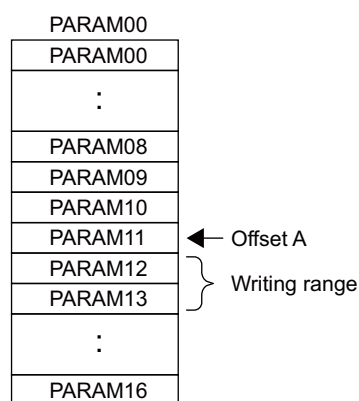 PARAM00
PARAM00
:
PARAM08
PARAM09
PARAM10
PARAM11
Offset A
PARAM12
PARAM13
Writing range
:
PARAM16